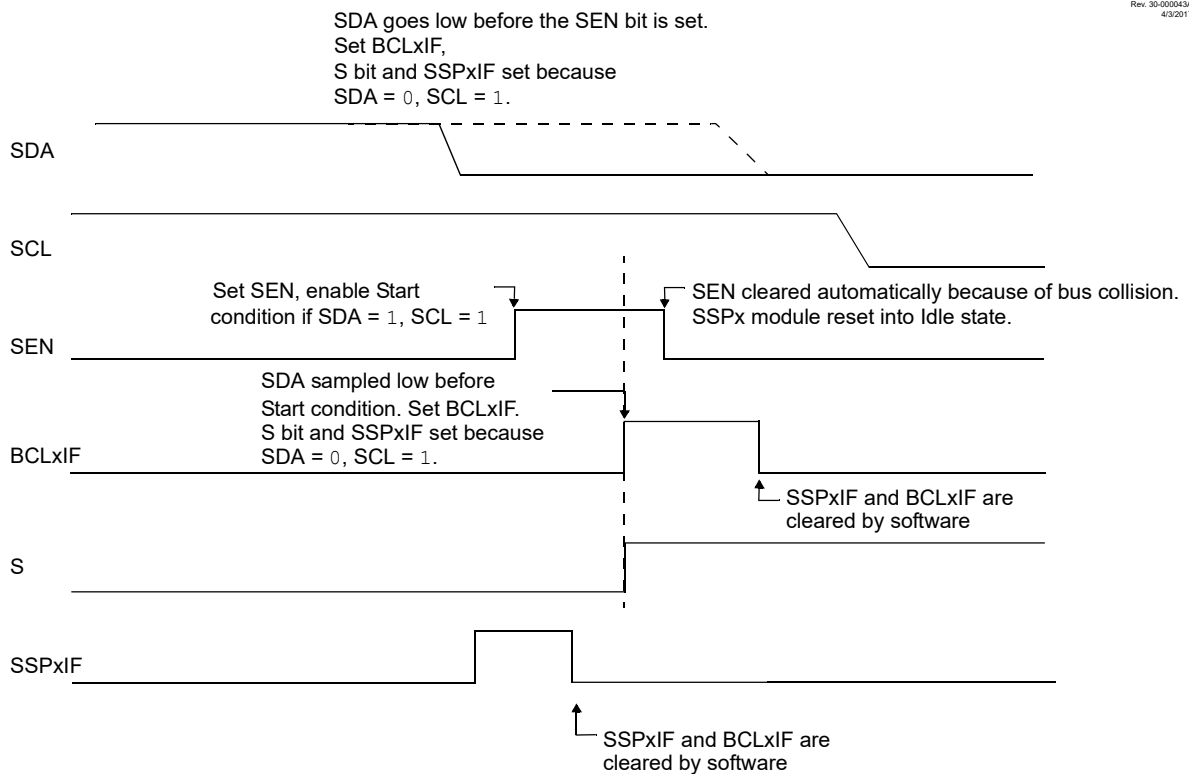 Rev. 30-000043A
4/3/2017
SDA goes low before the SEN bit is set.
Set BCLxIF,
S bit and SSPxIF set because
SDA = 0, SCL = 1.
SDA
SCL
Set SEN, enable Start
condition if SDA = 1, SCL = 1
SEN cleared automatically because of bus collision.
SSPx module reset into Idle state.
SEN
SDA sampled low before
Start condition. Set BCLxIF.
S bit and SSPxIF set because
SDA = 0, SCL = 1.
BCLxIF
SSPxIF and BCLxIF are
cleared by software
S
SSPxIF
SSPxIF and BCLxIF are
cleared by software